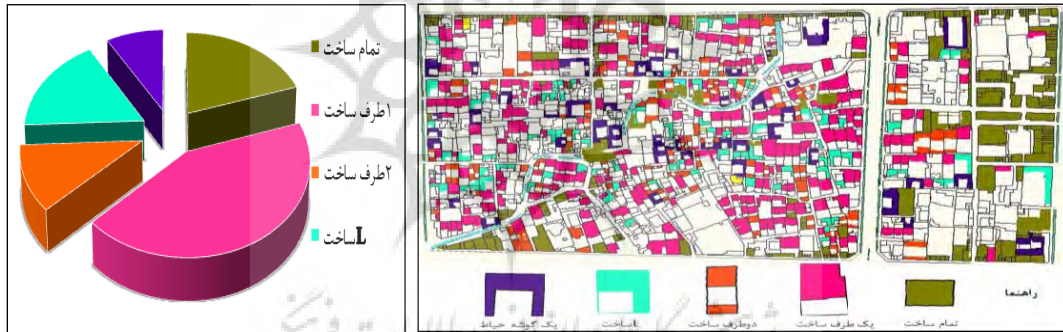 تمام ساخت
۱طرف ساخت
۲طرف ساخت
Lساخت
راهنما
تمام ساخت
یک طرف ساخت
دوطرف ساخت
Lساخت
یک گوشه حیاط